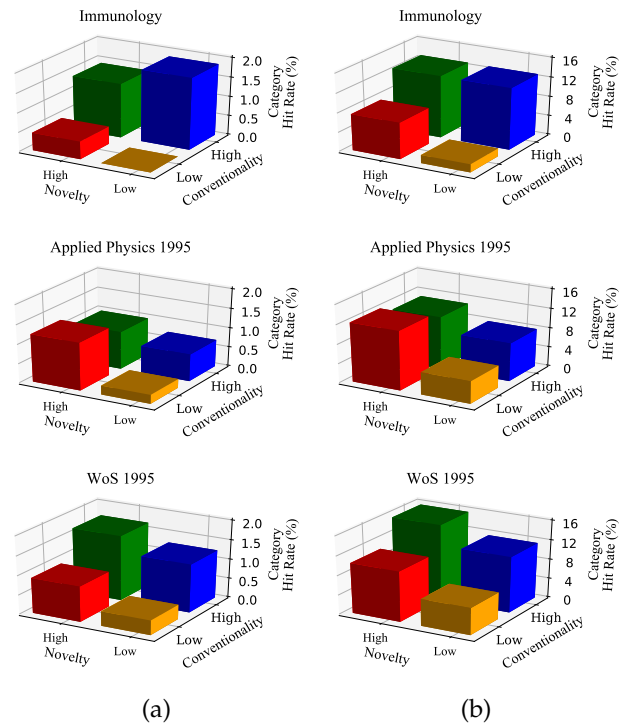 Immunology
2.0
1.5
1.0
0.5
0.0
Category
Hit Rate (%)
High
Low
Conventionality
High
Low
Novelty
Immunology
16
12
8
4
0
Category
Hit Rate (%)
High
Low
Conventionality
High
Low
Novelty
Applied Physics 1995
2.0
1.5
1.0
0.5
0.0
Category
Hit Rate (%)
High
Low
Conventionality
High
Low
Novelty
Applied Physics 1995
16
12
8
4
0
Category
Hit Rate (%)
High
Low
Conventionality
High
Low
Novelty
WoS 1995
2.0
1.5
1.0
0.5
0.0
Category
Hit Rate (%)
High
Low
Conventionality
High
Low
Novelty
WoS 1995
16
12
8
4
0
Category
Hit Rate (%)
High
Low
Conventionality
High
Low
Novelty
(a)
(b)